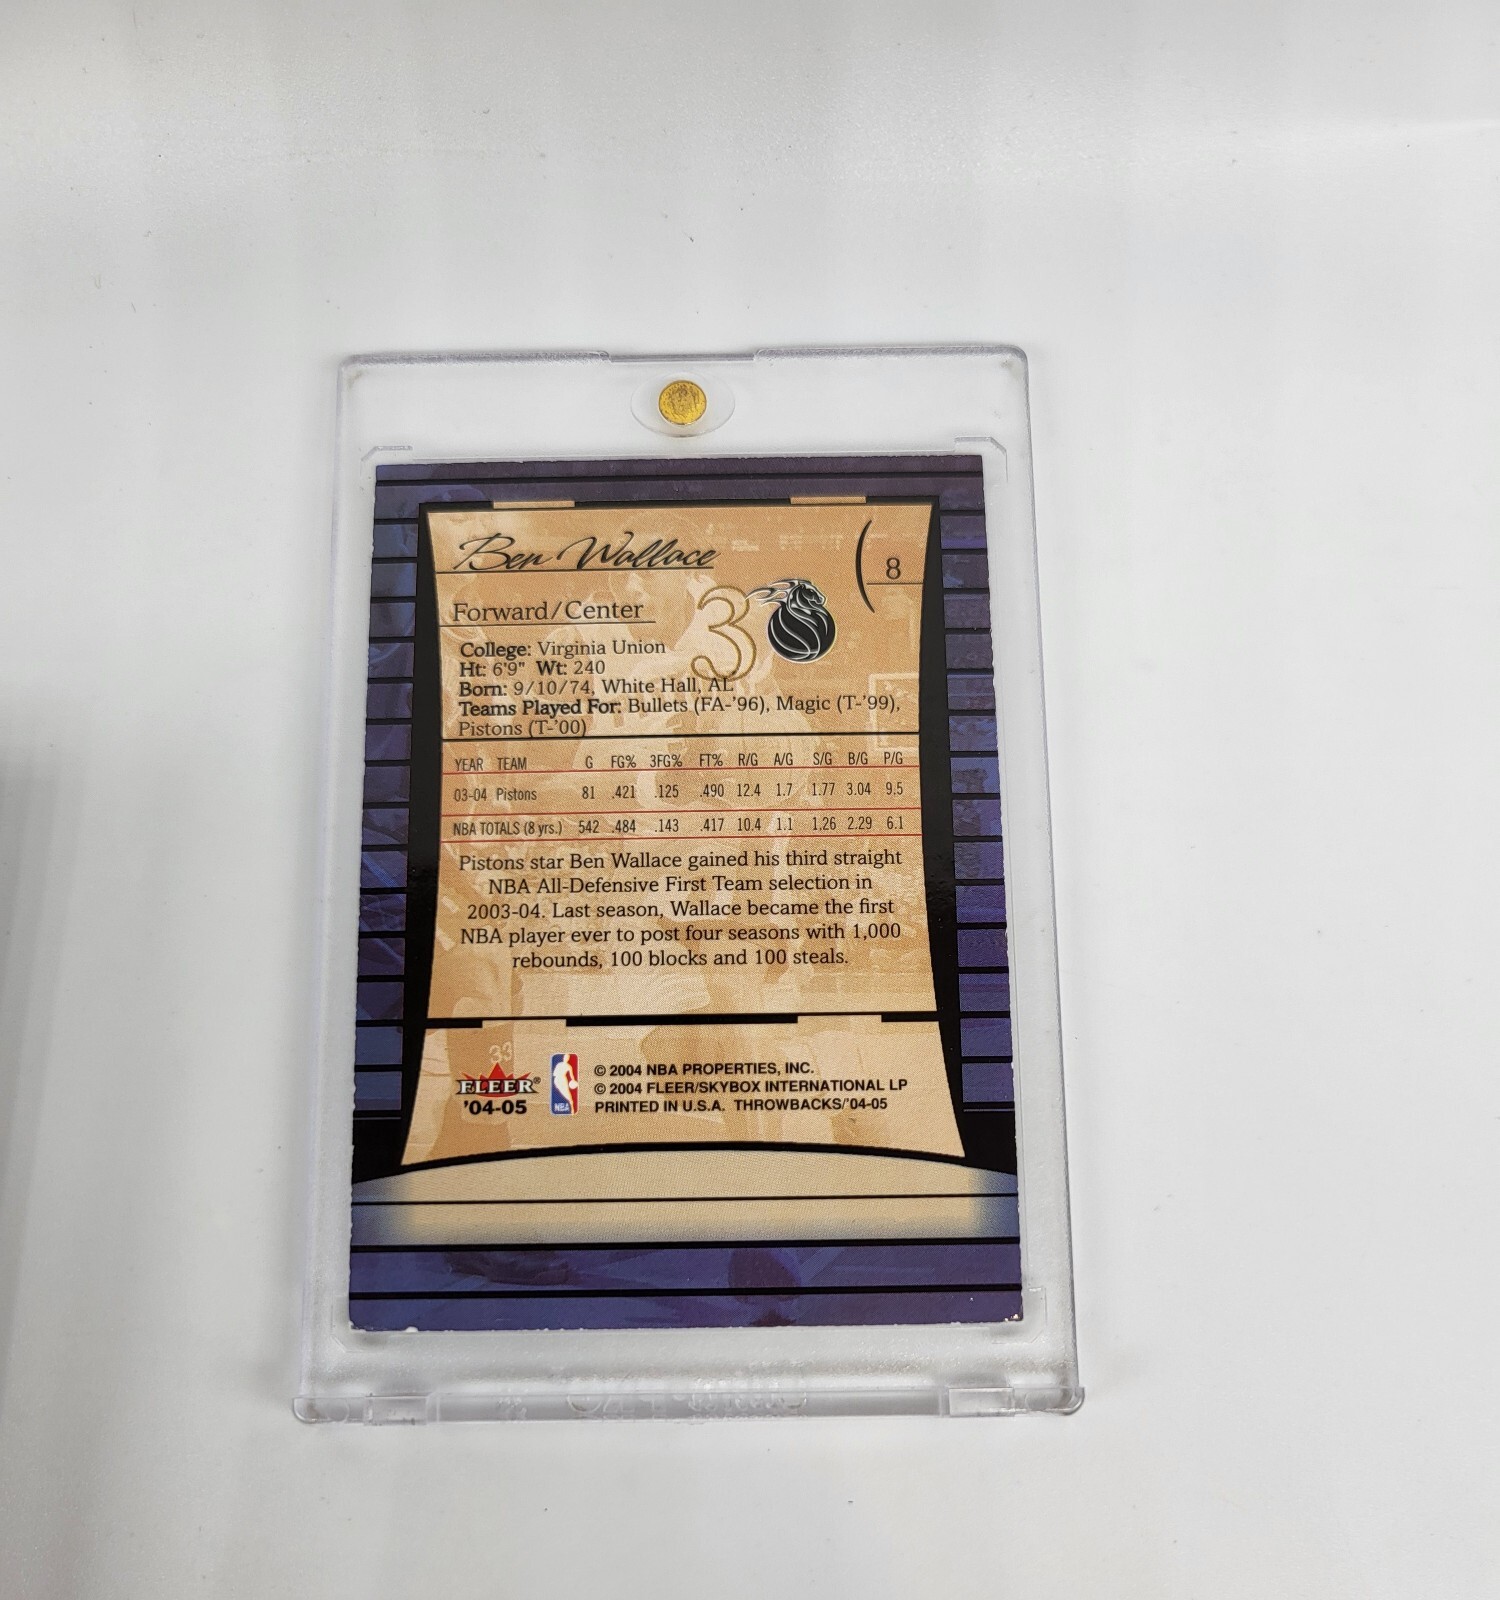 Ben Wallace
8
3
Forward/Center
College: Virginia Union
Ht: 6'9" Wt: 240
Born: 9/10/74, White Hall, AL
Teams Played For: Bullets (FA-'96), Magic (T-'99),
Pistons (T-'00)
YEAR TEAM G FG% 3FG% FT% R/G A/G S/G B/G P/G
03-04 Pistons 81 .421 .125 .490 12.4 1.7 1.77 3.04 9.5
NBA TOTALS (8 yrs.) 542 .484 .143 .417 10.4 1.1 1.26 2.29 6.1
Pistons star Ben Wallace gained his third straight
NBA All-Defensive First Team selection in
2003-04. Last season, Wallace became the first
NBA player ever to post four seasons with 1,000
rebounds, 100 blocks and 100 steals.
33
FLEER®
'04-05
NBA
© 2004 NBA PROPERTIES, INC.
© 2004 FLEER/SKYBOX INTERNATIONAL LP
PRINTED IN U.S.A. THROWBACKS/'04-05